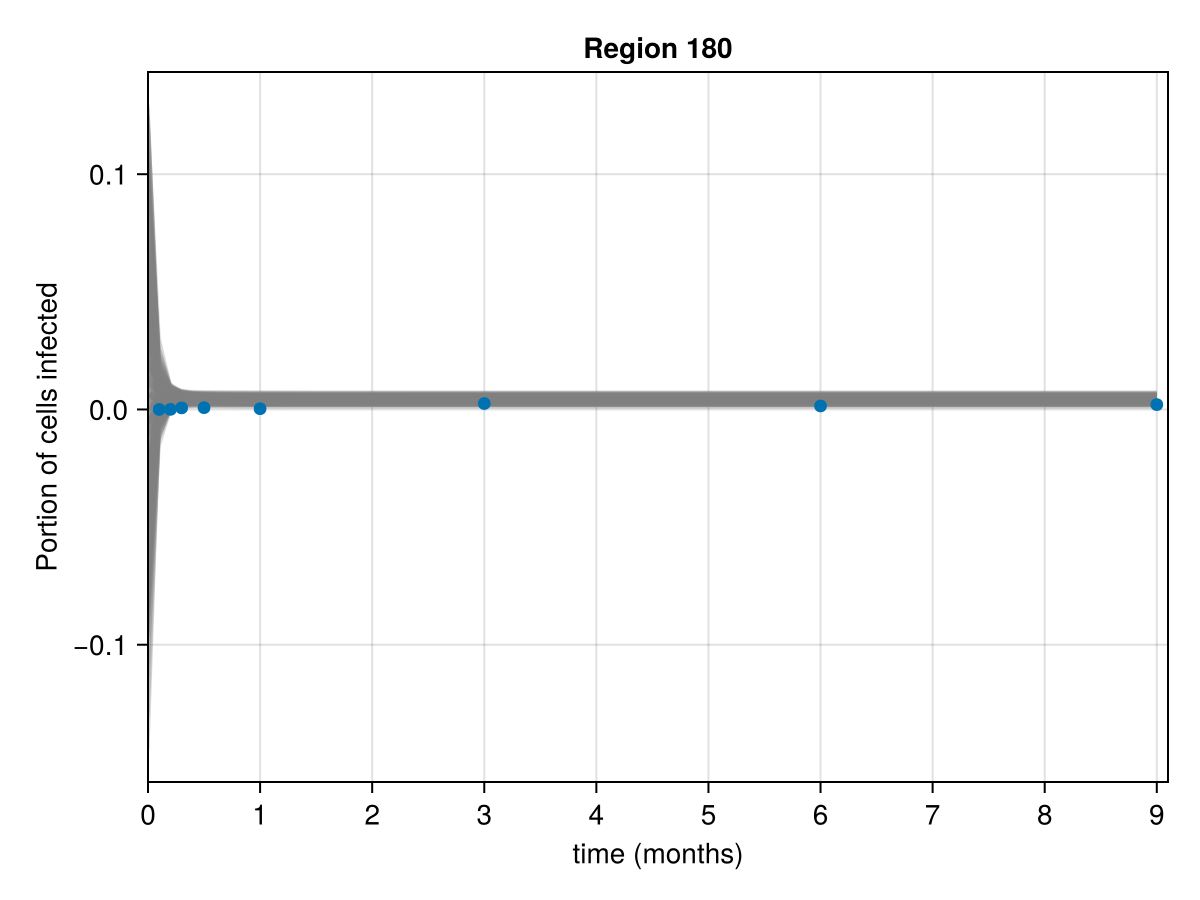 Region 180
Portion of cells infected
0.1
0.0
−0.1
0 1 2 3 4 5 6 7 8 9
time (months)